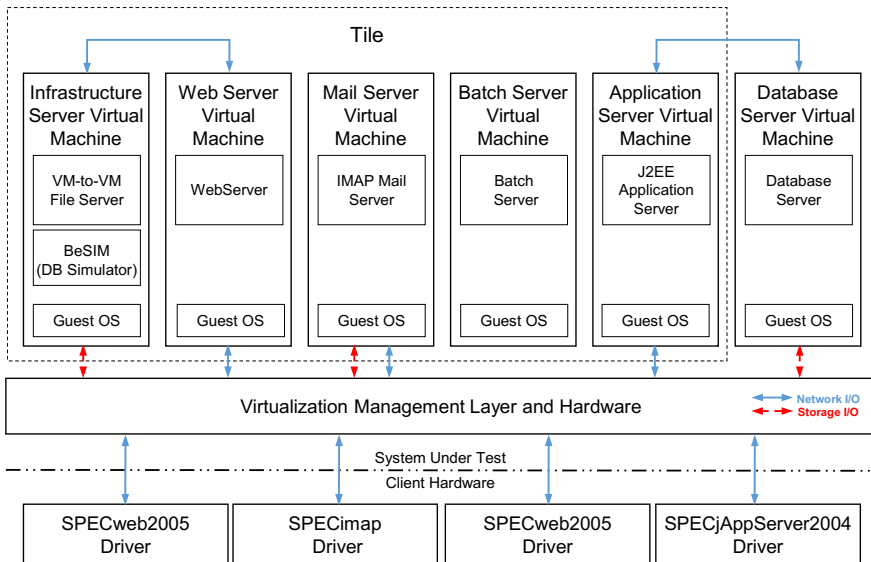 Tile
Infrastructure
Server Virtual
Machine
VM-to-VM
File Server
BeSIM
(DB Simulator)
Guest OS
Web Server
Virtual
Machine
WebServer
Guest OS
Mail Server
Virtual
Machine
IMAP Mail
Server
Guest OS
Batch Server
Virtual
Machine
Batch
Server
Guest OS
Application
Server Virtual
Machine
J2EE
Application
Server
Guest OS
Database
Server Virtual
Machine
Database
Server
Guest OS
Virtualization Management Layer and Hardware
Network I/O
Storage I/O
System Under Test
Client Hardware
SPECweb2005
Driver
SPECimap
Driver
SPECweb2005
Driver
SPECjAppServer2004
Driver